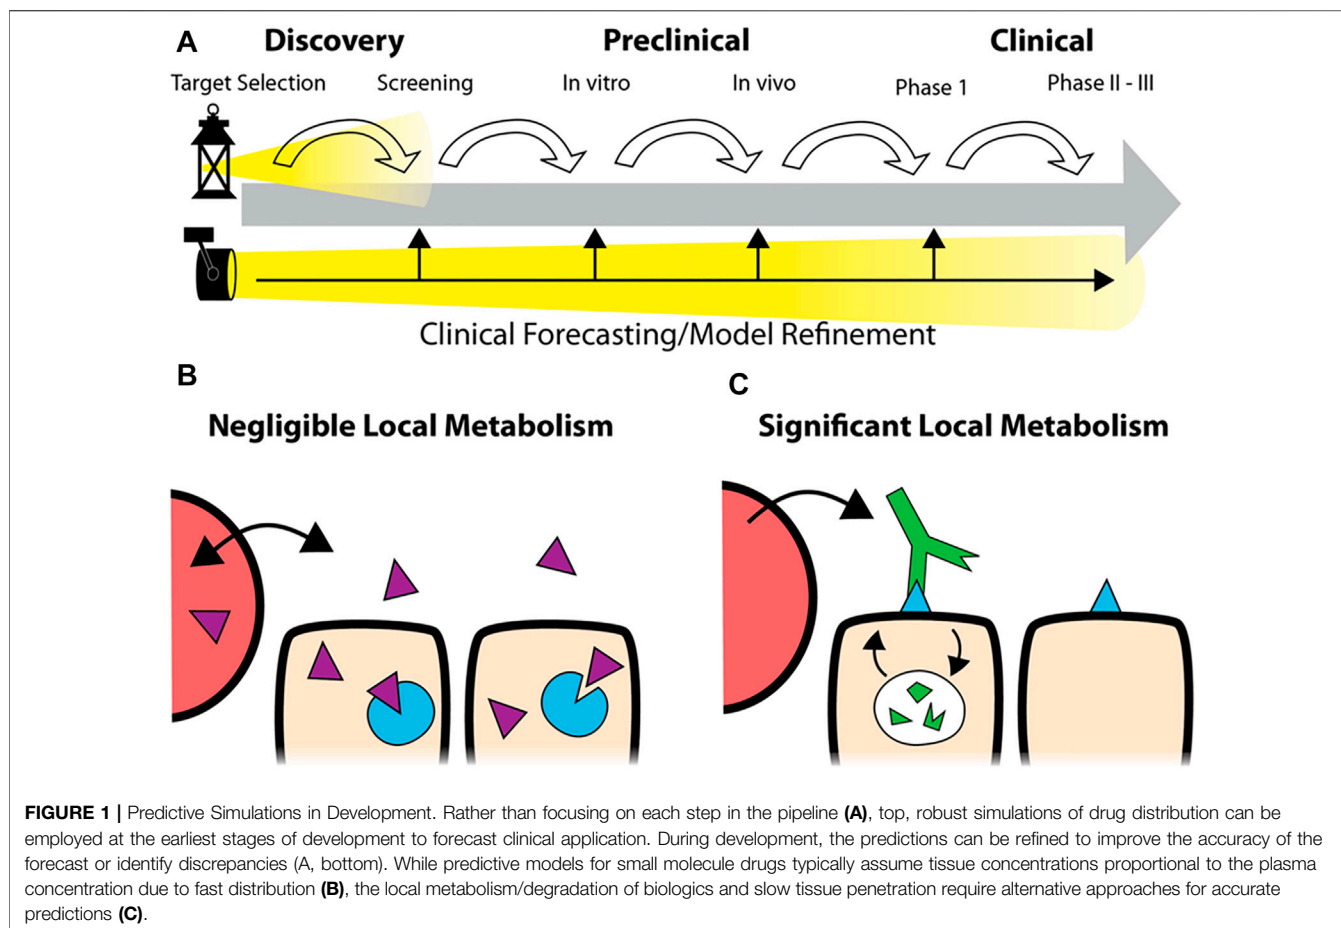 A
Discovery Preclinical Clinical
Target Selection Screening In vitro In vivo Phase 1 Phase II - III
Clinical Forecasting/Model Refinement
B
Negligible Local Metabolism
C
Significant Local Metabolism
FIGURE 1 | Predictive Simulations in Development. Rather than focusing on each step in the pipeline (A), top, robust simulations of drug distribution can be
employed at the earliest stages of development to forecast clinical application. During development, the predictions can be refined to improve the accuracy of the
forecast or identify discrepancies (A, bottom). While predictive models for small molecule drugs typically assume tissue concentrations proportional to the plasma
concentration due to fast distribution (B), the local metabolism/degradation of biologics and slow tissue penetration require alternative approaches for accurate
predictions (C).